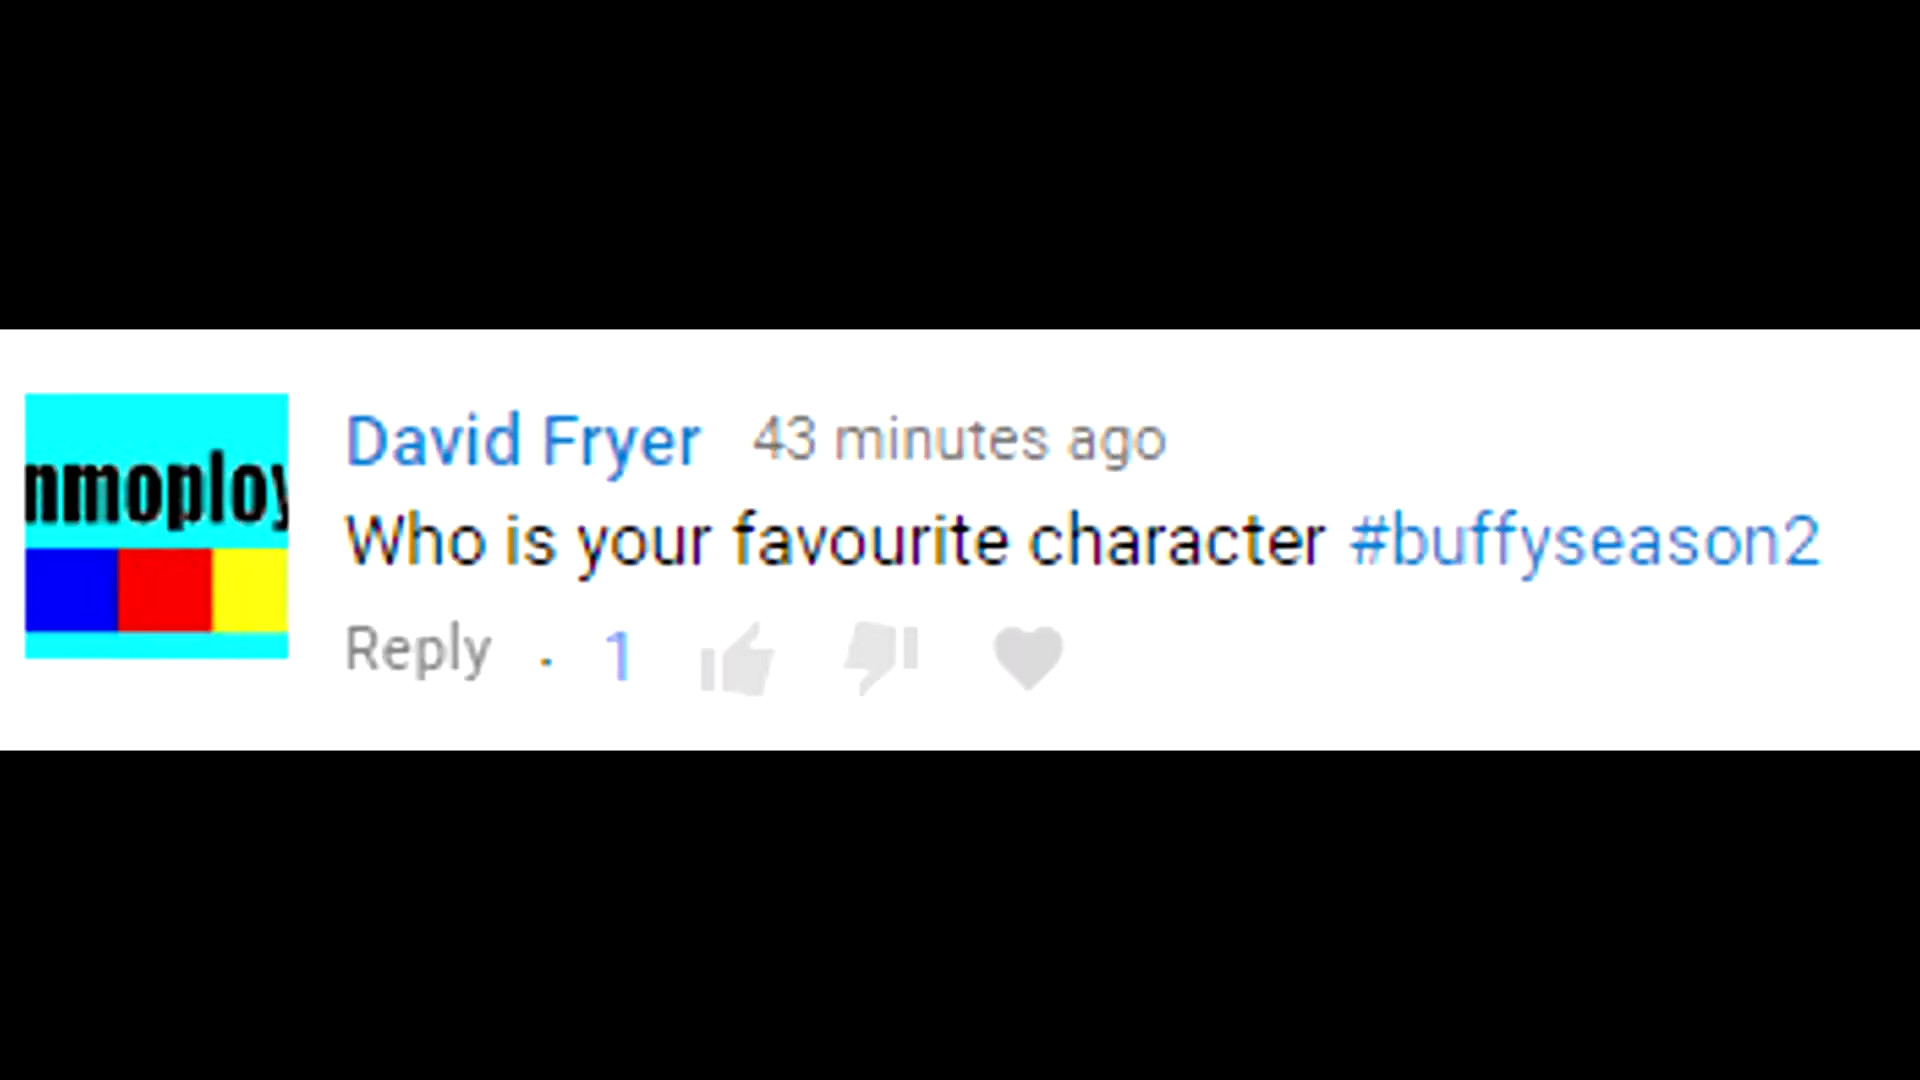 nmoploy
David Fryer 43 minutes ago
Who is your favourite character #buffyseason2
Reply · 1